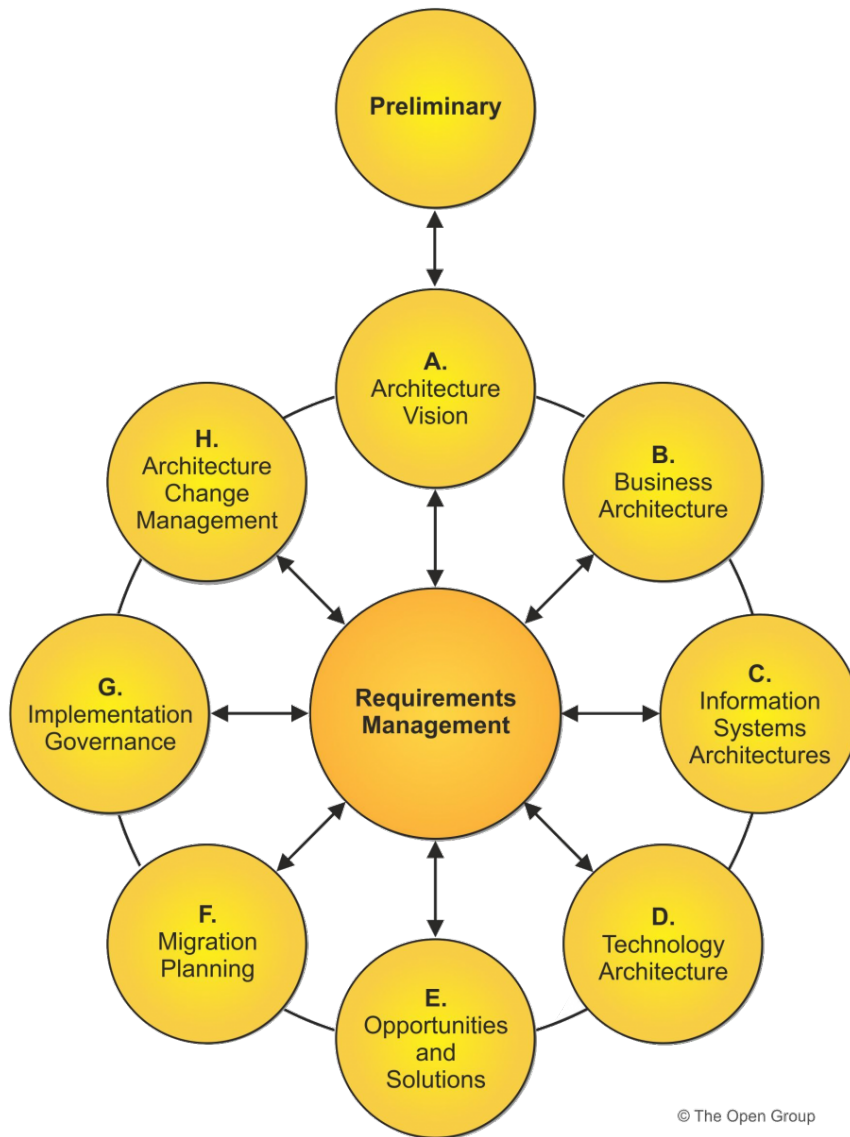 Preliminary
A.
Architecture
Vision
B.
Business
Architecture
C.
Information
Systems
Architectures
D.
Technology
Architecture
E.
Opportunities
and
Solutions
F.
Migration
Planning
G.
Implementation
Governance
H.
Architecture
Change
Management
Requirements
Management
© The Open Group